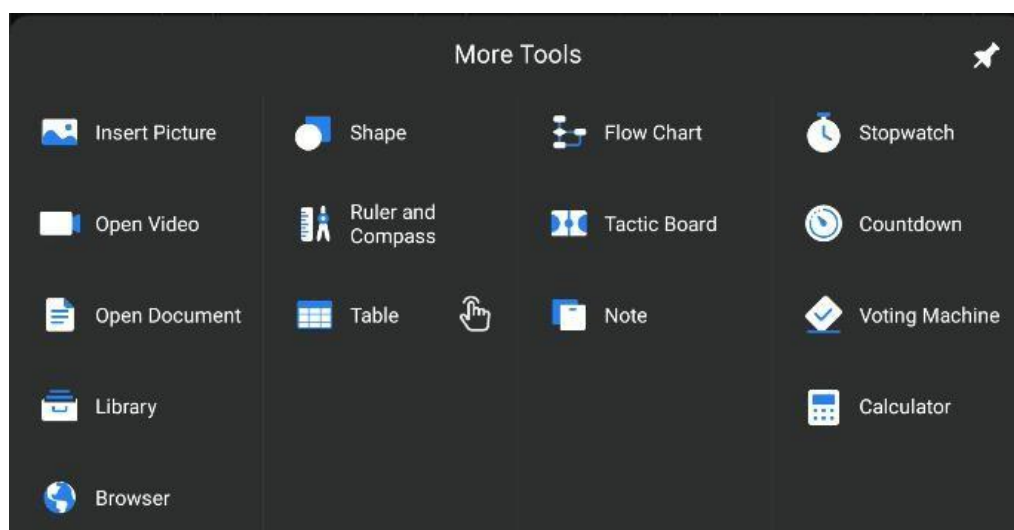 More Tools
Insert Picture
Shape
Flow Chart
Stopwatch
Open Video
Ruler and
Compass
Tactic Board
Countdown
Open Document
Table
Note
Voting Machine
Library
Calculator
Browser